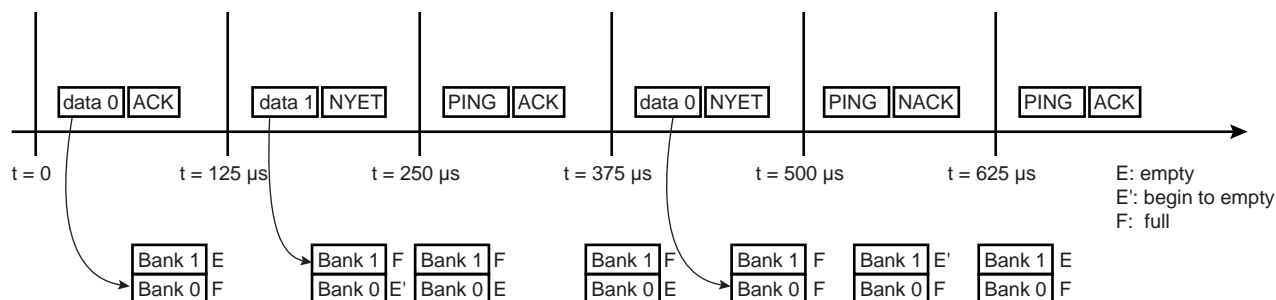 data 0 ACK data 1 NYET PING ACK data 0 NYET PING NACK PING ACK
t = 0 t = 125 μs t = 250 μs t = 375 μs t = 500 μs t = 625 μs E: empty
E': begin to empty
F: full
Bank 1 E Bank 1 F Bank 1 F Bank 1 F Bank 1 F Bank 1 E' Bank 1 E
Bank 0 F Bank 0 E' Bank 0 E Bank 0 E Bank 0 F Bank 0 F Bank 0 F